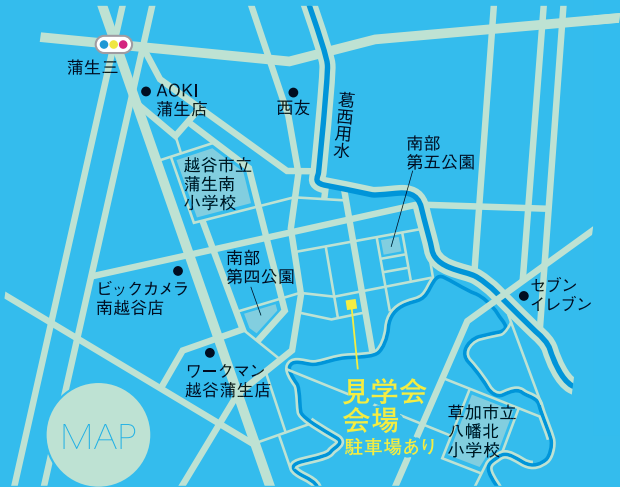 蒲生三
AOKI
蒲生店
西友
葛西用水
南部
第五公園
越谷市立
蒲生南
小学校
南部
第四公園
ビックカメラ
南越谷店
セブン
イレブン
ワークマン
越谷蒲生店
見学会
会場
駐車場あり
草加市立
八幡北
小学校
MAP